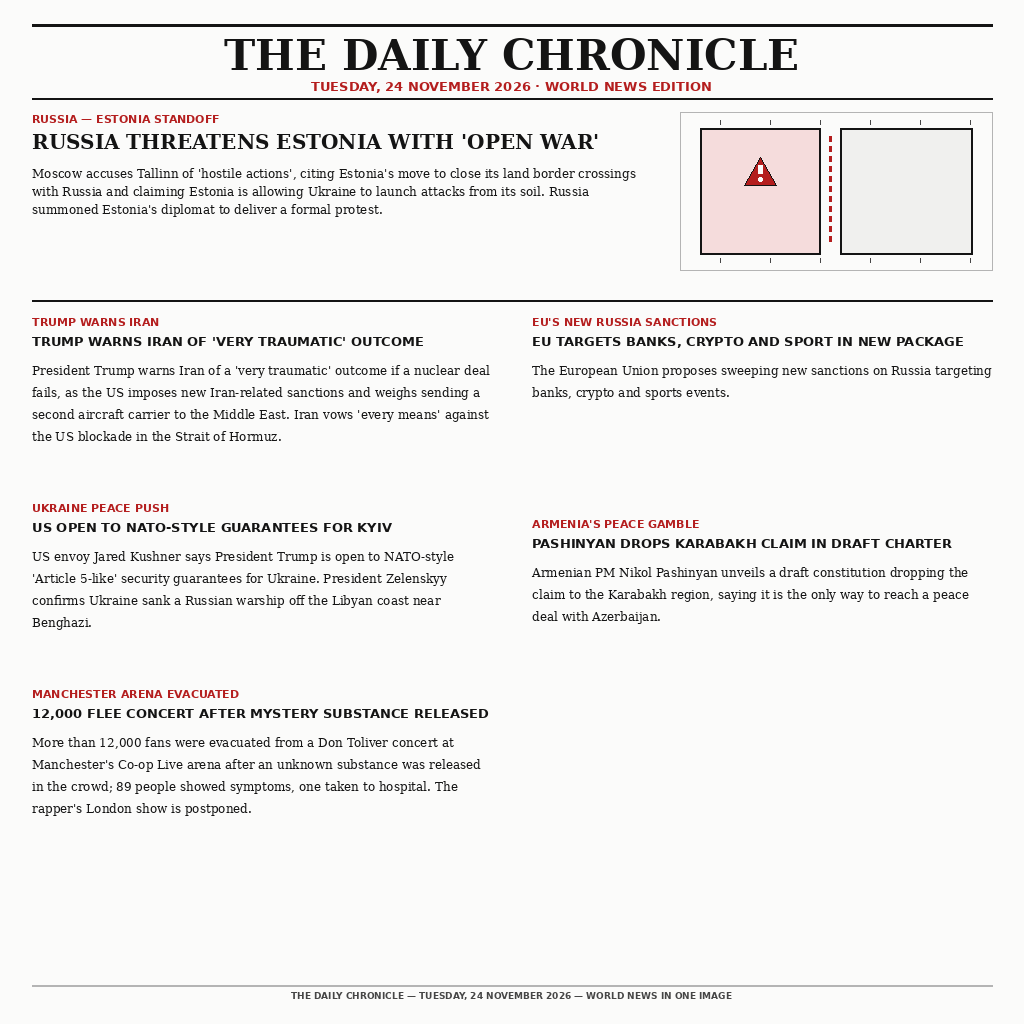 THE DAILY CHRONICLE
TUESDAY, 24 NOVEMBER 2026 · WORLD NEWS EDITION
RUSSIA — ESTONIA STANDOFF
RUSSIA THREATENS ESTONIA WITH 'OPEN WAR'
Moscow accuses Tallinn of 'hostile actions', citing Estonia's move to close its land border crossings
with Russia and claiming Estonia is allowing Ukraine to launch attacks from its soil. Russia
summoned Estonia's diplomat to deliver a formal protest.
TRUMP WARNS IRAN
TRUMP WARNS IRAN OF 'VERY TRAUMATIC' OUTCOME
President Trump warns Iran of a 'very traumatic' outcome if a nuclear deal
fails, as the US imposes new Iran-related sanctions and weighs sending a
second aircraft carrier to the Middle East. Iran vows 'every means' against
the US blockade in the Strait of Hormuz.
UKRAINE PEACE PUSH
US OPEN TO NATO-STYLE GUARANTEES FOR KYIV
US envoy Jared Kushner says President Trump is open to NATO-style
'Article 5-like' security guarantees for Ukraine. President Zelenskyy
confirms Ukraine sank a Russian warship off the Libyan coast near
Benghazi.
MANCHESTER ARENA EVACUATED
12,000 FLEE CONCERT AFTER MYSTERY SUBSTANCE RELEASED
More than 12,000 fans were evacuated from a Don Toliver concert at
Manchester's Co-op Live arena after an unknown substance was released
in the crowd; 89 people showed symptoms, one taken to hospital. The
rapper's London show is postponed.
EU'S NEW RUSSIA SANCTIONS
EU TARGETS BANKS, CRYPTO AND SPORT IN NEW PACKAGE
The European Union proposes sweeping new sanctions on Russia targeting
banks, crypto and sports events.
ARMENIA'S PEACE GAMBLE
PASHINYAN DROPS KARABAKH CLAIM IN DRAFT CHARTER
Armenian PM Nikol Pashinyan unveils a draft constitution dropping the
claim to the Karabakh region, saying it is the only way to reach a peace
deal with Azerbaijan.
THE DAILY CHRONICLE — TUESDAY, 24 NOVEMBER 2026 — WORLD NEWS IN ONE IMAGE